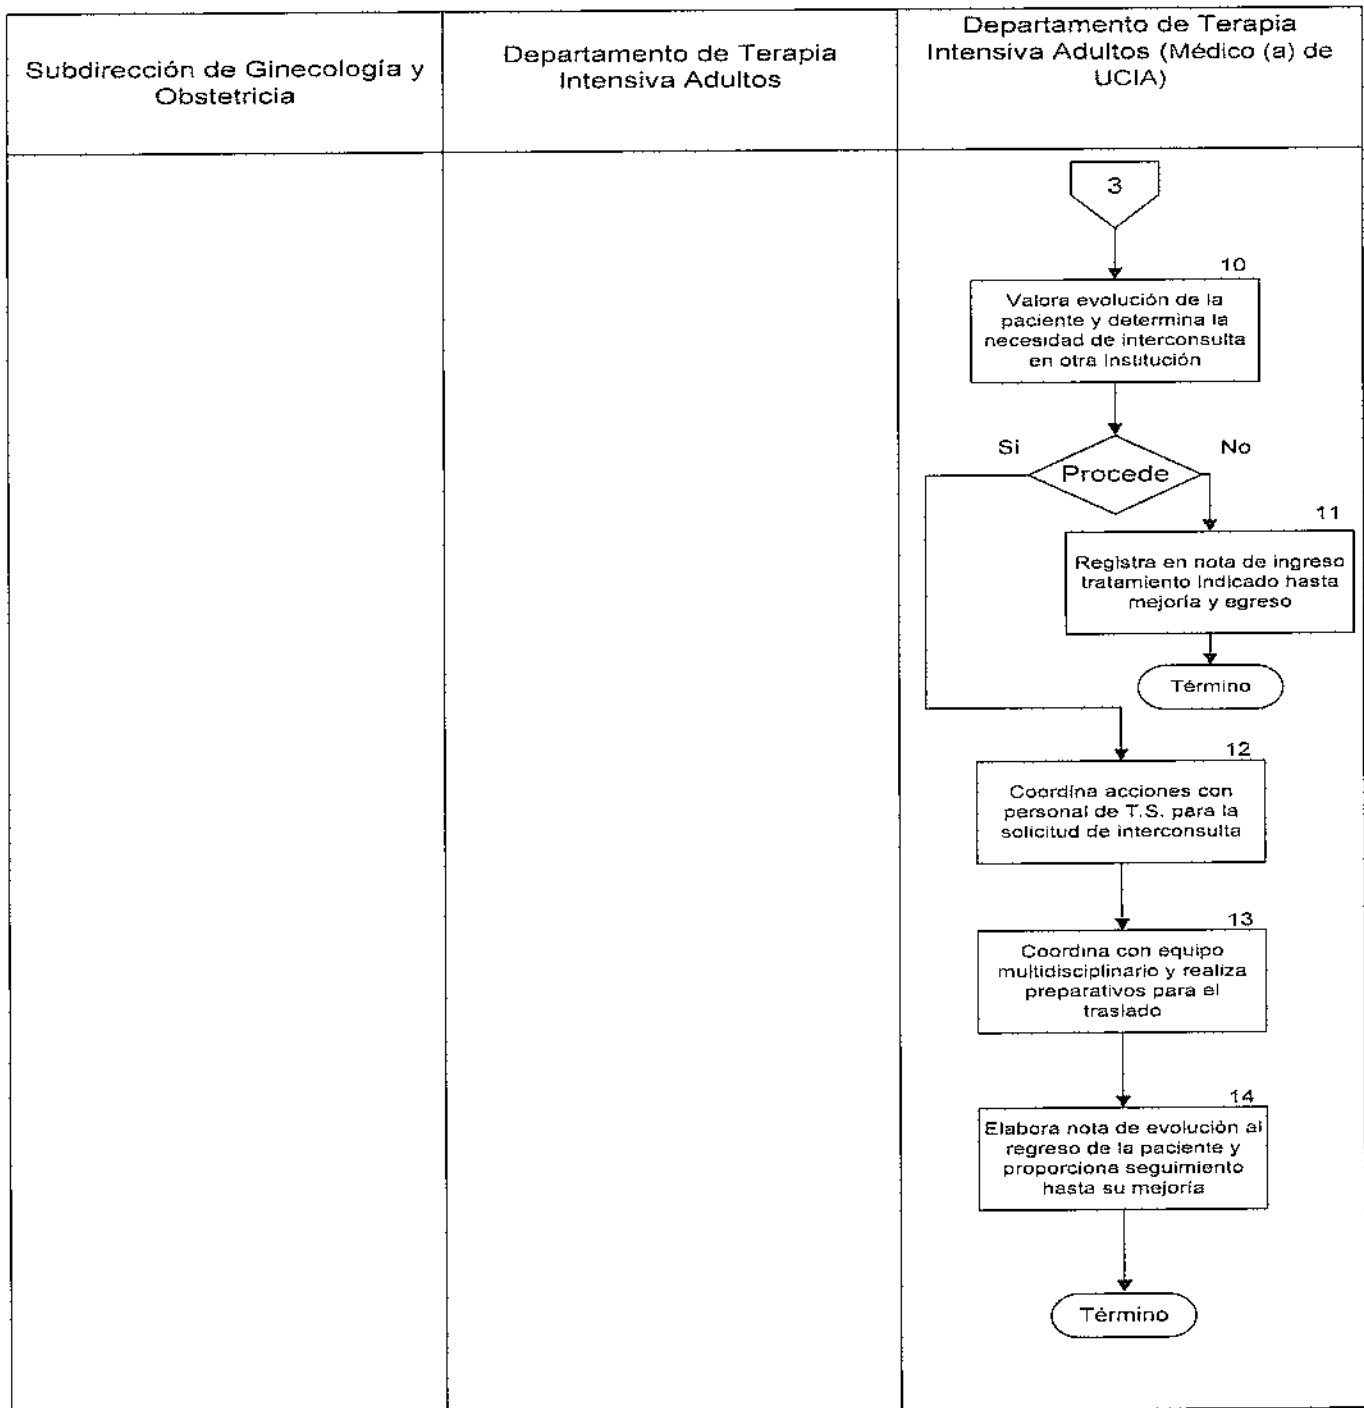 Subdirección de Ginecología y
Obstetricia
Departamento de Terapia
Intensiva Adultos
Departamento de Terapia
Intensiva Adultos (Médico (a) de
UCIA)
3
10
Valora evolución de la
paciente y determina la
necesidad de interconsulta
en otra Institución
Si
No
Procede
11
Registra en nota de ingreso
tratamiento indicado hasta
mejoría y egreso
Término
12
Coordina acciones con
personal de T.S. para la
solicitud de interconsulta
13
Coordina con equipo
multidisciplinario y realiza
preparativos para el
traslado
14
Elabora nota de evolución al
regreso de la paciente y
proporciona seguimiento
hasta su mejoría
Término